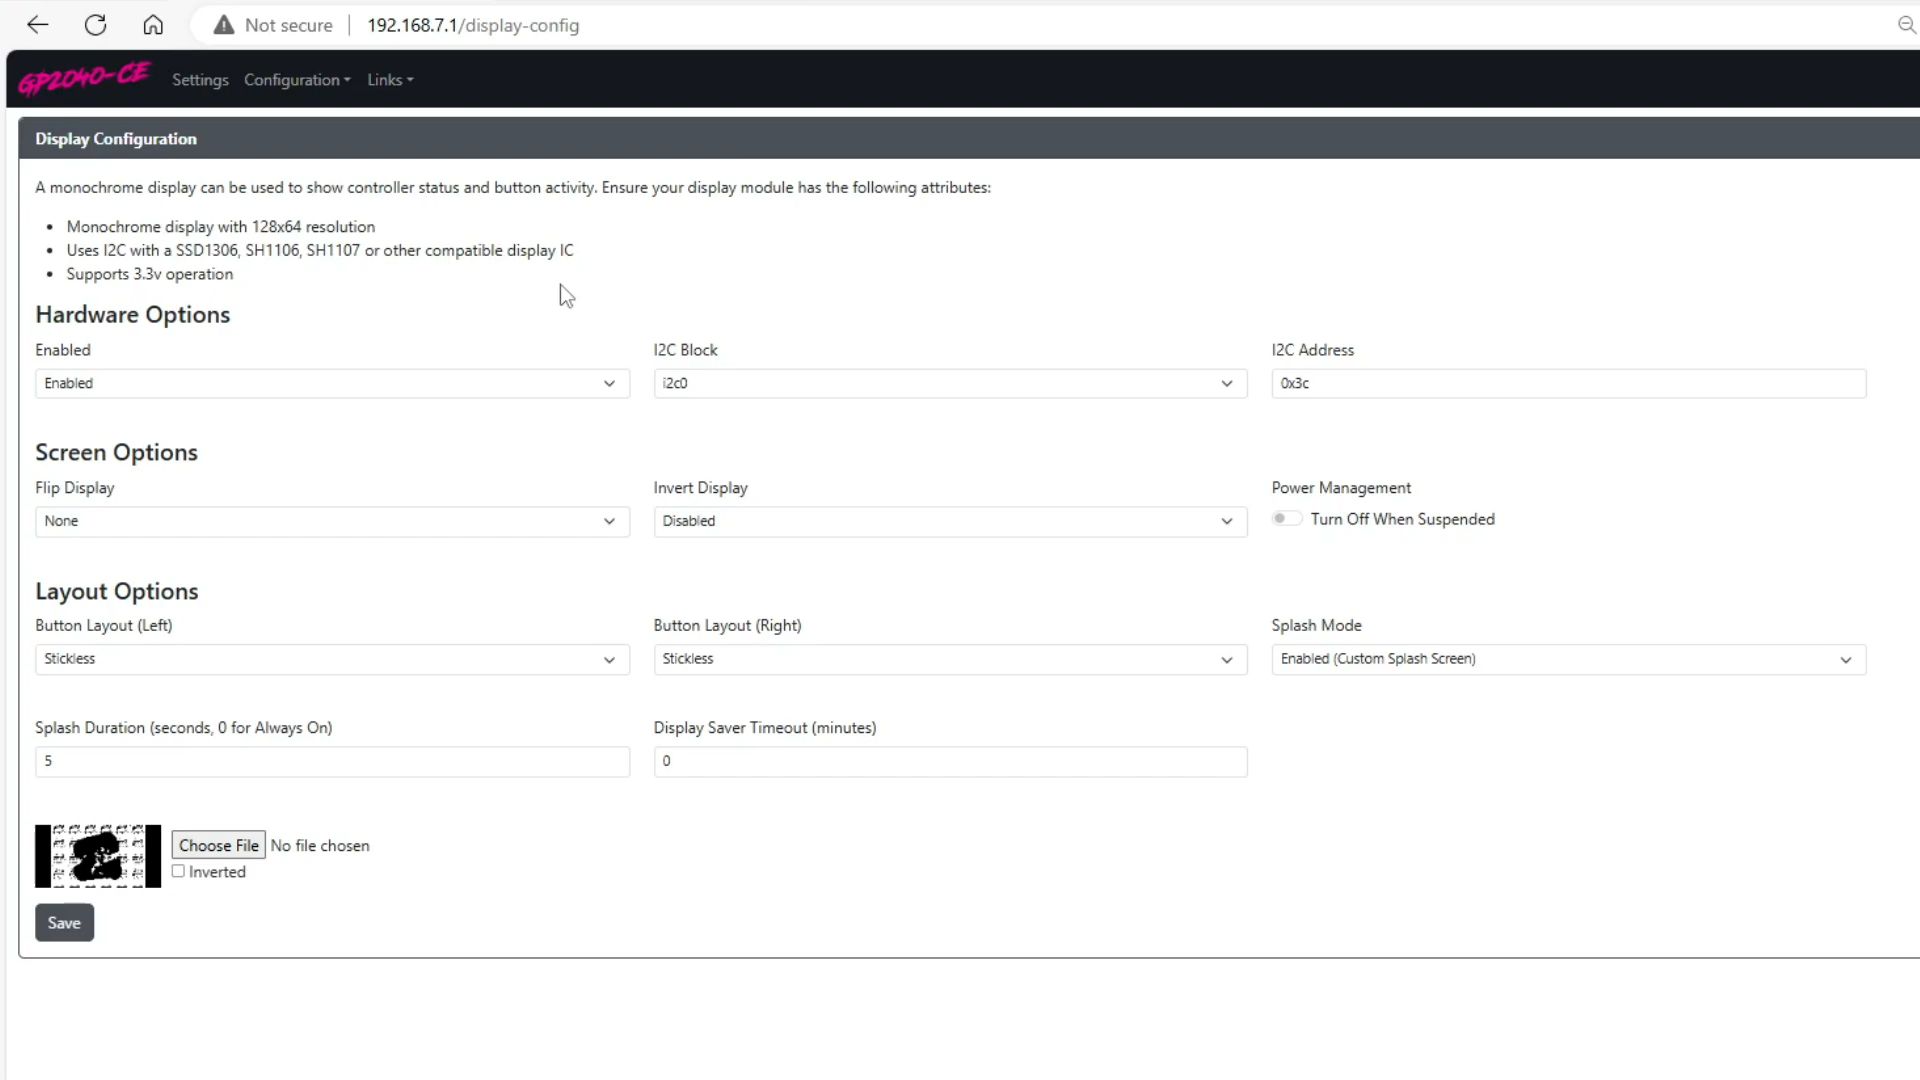 Not secure 192.168.7.1/display-config
GP2040-CE Settings Configuration Links
Display Configuration
A monochrome display can be used to show controller status and button activity. Ensure your display module has the following attributes:
Monochrome display with 128x64 resolution
Uses I2C with a SSD1306, SH1106, SH1107 or other compatible display IC
Supports 3.3v operation
Hardware Options
Enabled I2C Block I2C Address
Enabled i2c0 0x3c
Screen Options
Flip Display Invert Display Power Management
None Disabled Turn Off When Suspended
Layout Options
Button Layout (Left) Button Layout (Right) Splash Mode
Stickless Stickless Enabled (Custom Splash Screen)
Splash Duration (seconds, 0 for Always On) Display Saver Timeout (minutes)
5 0
Choose File No file chosen
Inverted
Save